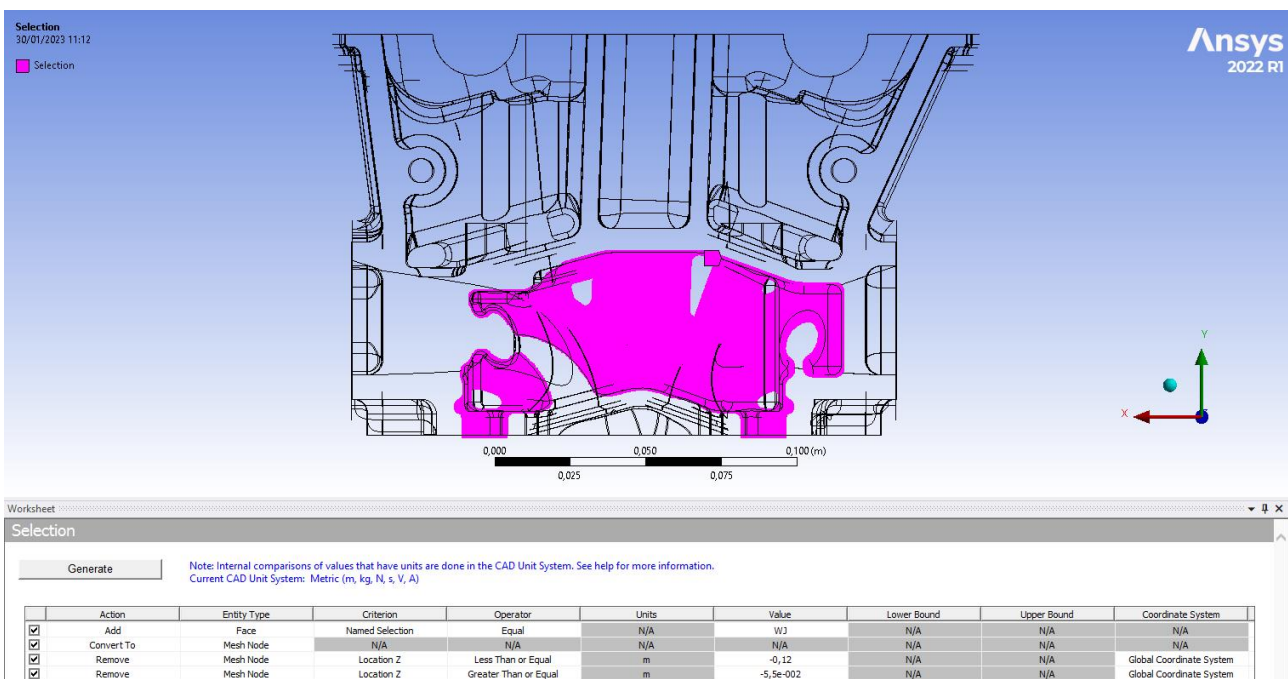 Selection
30/01/2023 11:12
Selection
Ansys
2022 R1
Y
X
0,000 0,050 0,100 (m)
0,025 0,075
Worksheet
Selection
Generate
Note: Internal comparisons of values that have units are done in the CAD Unit System. See help for more information.
Current CAD Unit System: Metric (m, kg, N, s, V, A)
Action Entity Type Criterion Operator Units Value Lower Bound Upper Bound Coordinate System
Add Face Named Selection Equal N/A WJ N/A N/A N/A
Convert To Mesh Node N/A N/A N/A N/A N/A N/A N/A
Remove Mesh Node Location Z Less Than or Equal m -0,12 N/A N/A Global Coordinate System
Remove Mesh Node Location Z Greater Than or Equal m -5,5e-002 N/A N/A Global Coordinate System